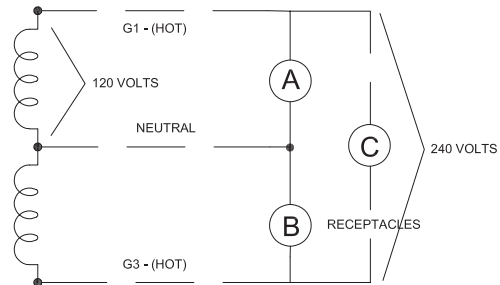 G1 - (HOT)
A
120 VOLTS
NEUTRAL
C
240 VOLTS
B
RECEPTACLES
G3 - (HOT)